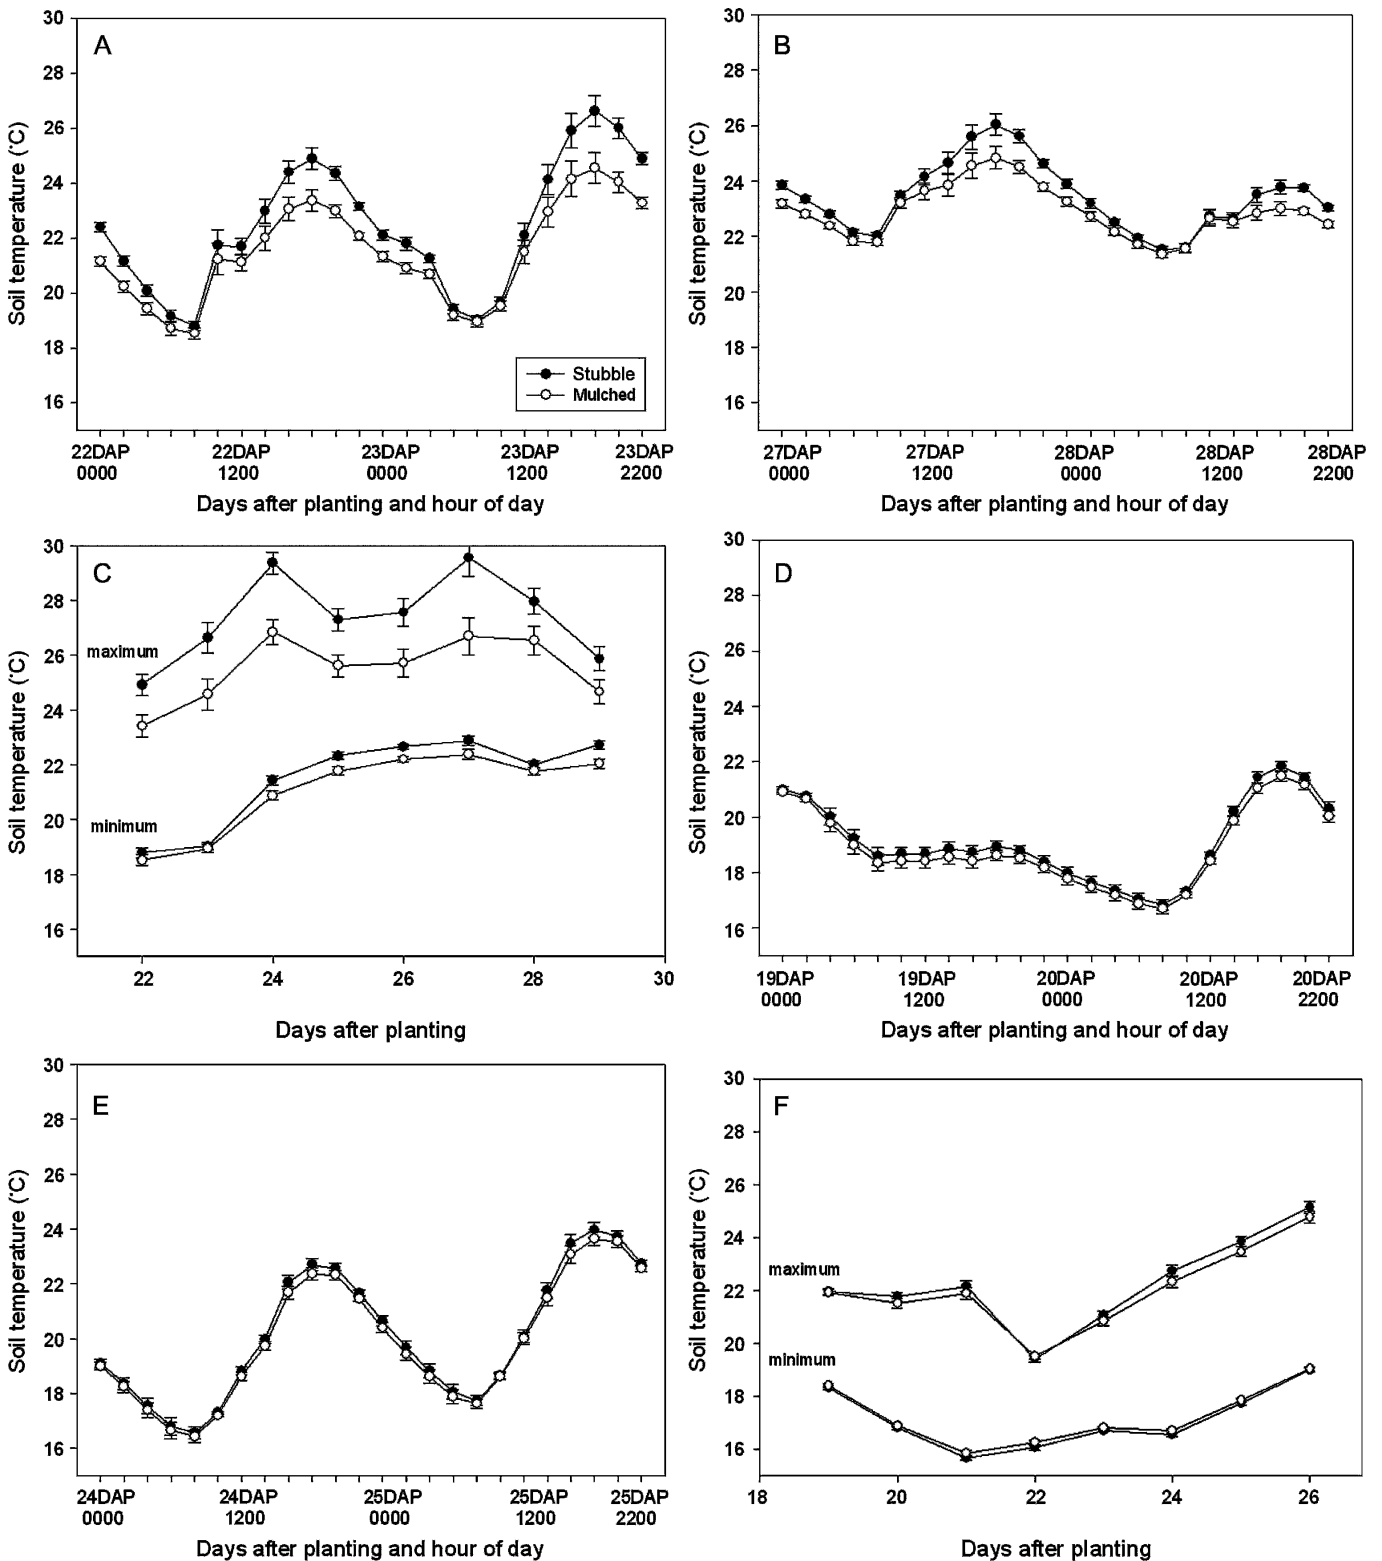 A
30
28
26
24
22
20
18
16
Soil temperature (°C)
Stubble
Mulched
22DAP 22DAP 23DAP 23DAP 23DAP
0000 1200 0000 1200 2200
Days after planting and hour of day
B
30
28
26
24
22
20
18
16
Soil temperature (°C)
27DAP 27DAP 28DAP 28DAP 28DAP
0000 1200 0000 1200 2200
Days after planting and hour of day
C
30
28
26
24
22
20
18
16
Soil temperature (°C)
maximum
minimum
22 24 26 28 30
Days after planting
D
30
28
26
24
22
20
18
16
Soil temperature (°C)
19DAP 19DAP 20DAP 20DAP 20DAP
0000 1200 0000 1200 2200
Days after planting and hour of day
E
30
28
26
24
22
20
18
16
Soil temperature (°C)
24DAP 24DAP 25DAP 25DAP 25DAP
0000 1200 0000 1200 2200
Days after planting and hour of day
F
30
28
26
24
22
20
18
16
Soil temperature (°C)
maximum
minimum
18 20 22 24 26
Days after planting